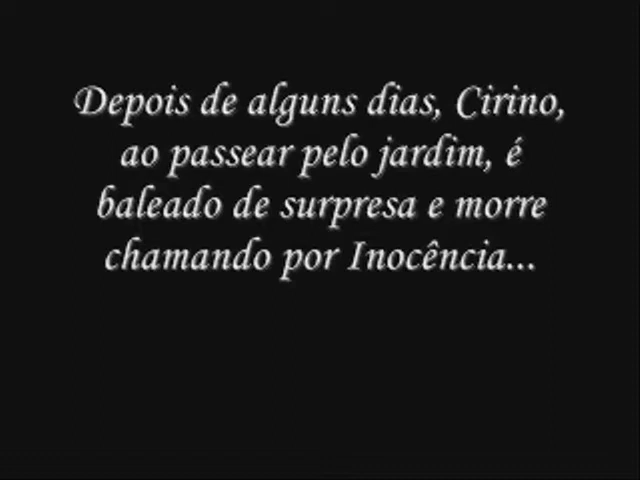 Depois de alguns dias, Cirino,
ao passear pelo jardim, é
baleado de surpresa e morre
chamando por Inocência...